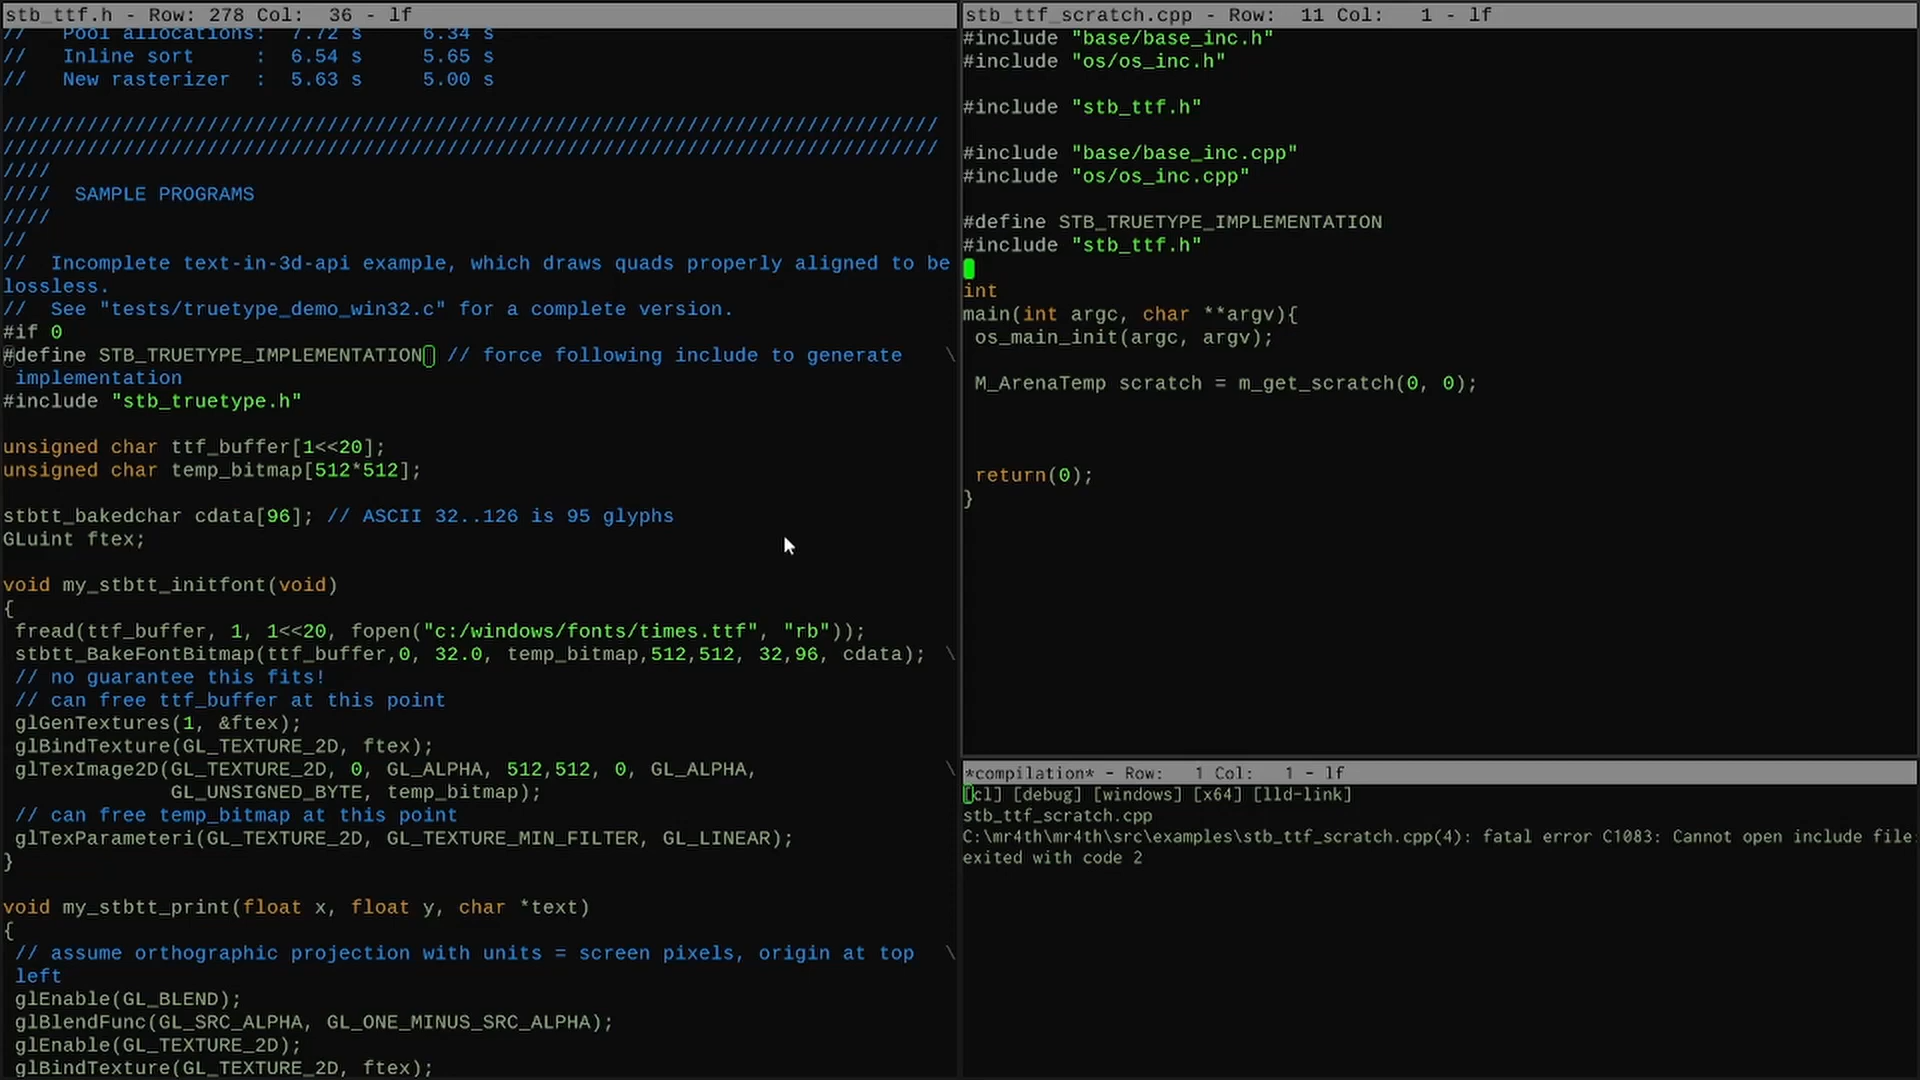 stb_ttf.h - Row: 278 Col:  36 - lf
//   Pool allocations:  7.72 s     6.34 s
//   Inline sort     :  6.54 s     5.65 s
//   New rasterizer  :  5.63 s     5.00 s
//////////////////////////////////////////////////////////////////////////////
//////////////////////////////////////////////////////////////////////////////
////
////  SAMPLE PROGRAMS
////
//
//  Incomplete text-in-3d-api example, which draws quads properly aligned to be
lossless.
//  See "tests/truetype_demo_win32.c" for a complete version.
#if 0
#define STB_TRUETYPE_IMPLEMENTATION  // force following include to generate    \
 implementation
#include "stb_truetype.h"
unsigned char ttf_buffer[1<<20];
unsigned char temp_bitmap[512*512];
stbtt_bakedchar cdata[96]; // ASCII 32..126 is 95 glyphs
GLuint ftex;
void my_stbtt_initfont(void)
{
 fread(ttf_buffer, 1, 1<<20, fopen("c:/windows/fonts/times.ttf", "rb"));
 stbtt_BakeFontBitmap(ttf_buffer,0, 32.0, temp_bitmap,512,512, 32,96, cdata);  \
 // no guarantee this fits!
 // can free ttf_buffer at this point
 glGenTextures(1, &ftex);
 glBindTexture(GL_TEXTURE_2D, ftex);
 glTexImage2D(GL_TEXTURE_2D, 0, GL_ALPHA, 512,512, 0, GL_ALPHA,                \
              GL_UNSIGNED_BYTE, temp_bitmap);
 // can free temp_bitmap at this point
 glTexParameteri(GL_TEXTURE_2D, GL_TEXTURE_MIN_FILTER, GL_LINEAR);
}
void my_stbtt_print(float x, float y, char *text)
{
 // assume orthographic projection with units = screen pixels, origin at top   \
 left
 glEnable(GL_BLEND);
 glBlendFunc(GL_SRC_ALPHA, GL_ONE_MINUS_SRC_ALPHA);
 glEnable(GL_TEXTURE_2D);
 glBindTexture(GL_TEXTURE_2D, ftex);
stb_ttf_scratch.cpp - Row:  11 Col:   1 - lf
#include "base/base_inc.h"
#include "os/os_inc.h"
#include "stb_ttf.h"
#include "base/base_inc.cpp"
#include "os/os_inc.cpp"
#define STB_TRUETYPE_IMPLEMENTATION
#include "stb_ttf.h"
int
main(int argc, char **argv){
 os_main_init(argc, argv);
 M_ArenaTemp scratch = m_get_scratch(0, 0);
 return(0);
}
*compilation* - Row:   1 Col:   1 - lf
[cl] [debug] [windows] [x64] [lld-link]
stb_ttf_scratch.cpp
C:\mr4th\mr4th\src\examples\stb_ttf_scratch.cpp(4): fatal error C1083: Cannot open include file:
exited with code 2